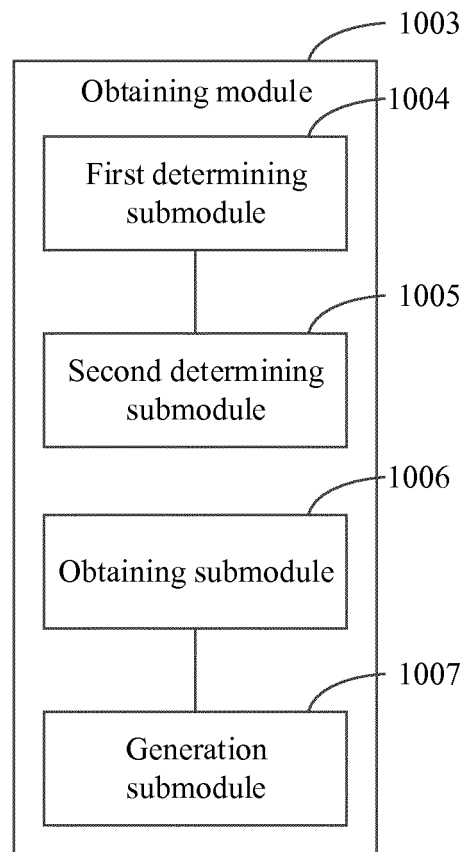 1003
Obtaining module
1004
First determining
submodule
1005
Second determining
submodule
1006
Obtaining submodule
1007
Generation
submodule